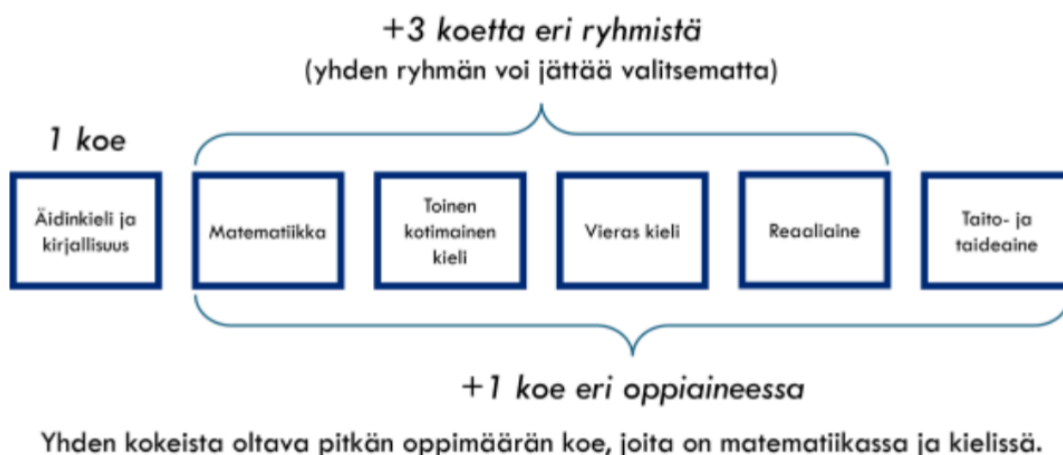 +3 koetta eri ryhmistä
(yhden ryhmän voi jättää valitsematta)
1 koe
Äidinkieli ja
kirjallisuus
Matematiikka
Toinen
kotimainen
kieli
Vieras kieli
Reaaliaine
Taito- ja
taideaine
+1 koe eri oppiaineessa
Yhden kokeista oltava pitkän oppimäärän koe, joita on matematiikassa ja kielissä.